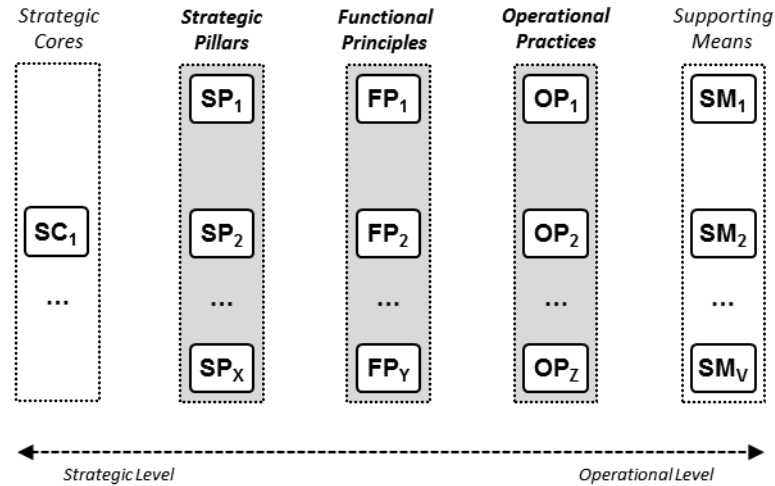 Strategic Cores
Strategic Pillars
Functional Principles
Operational Practices
Supporting Means
SP1 FP1 OP1 SM1
SC1 SP2 FP2 OP2 SM2
... ... ... ... ...
SPX FPY OPZ SMV
Strategic Level Operational Level